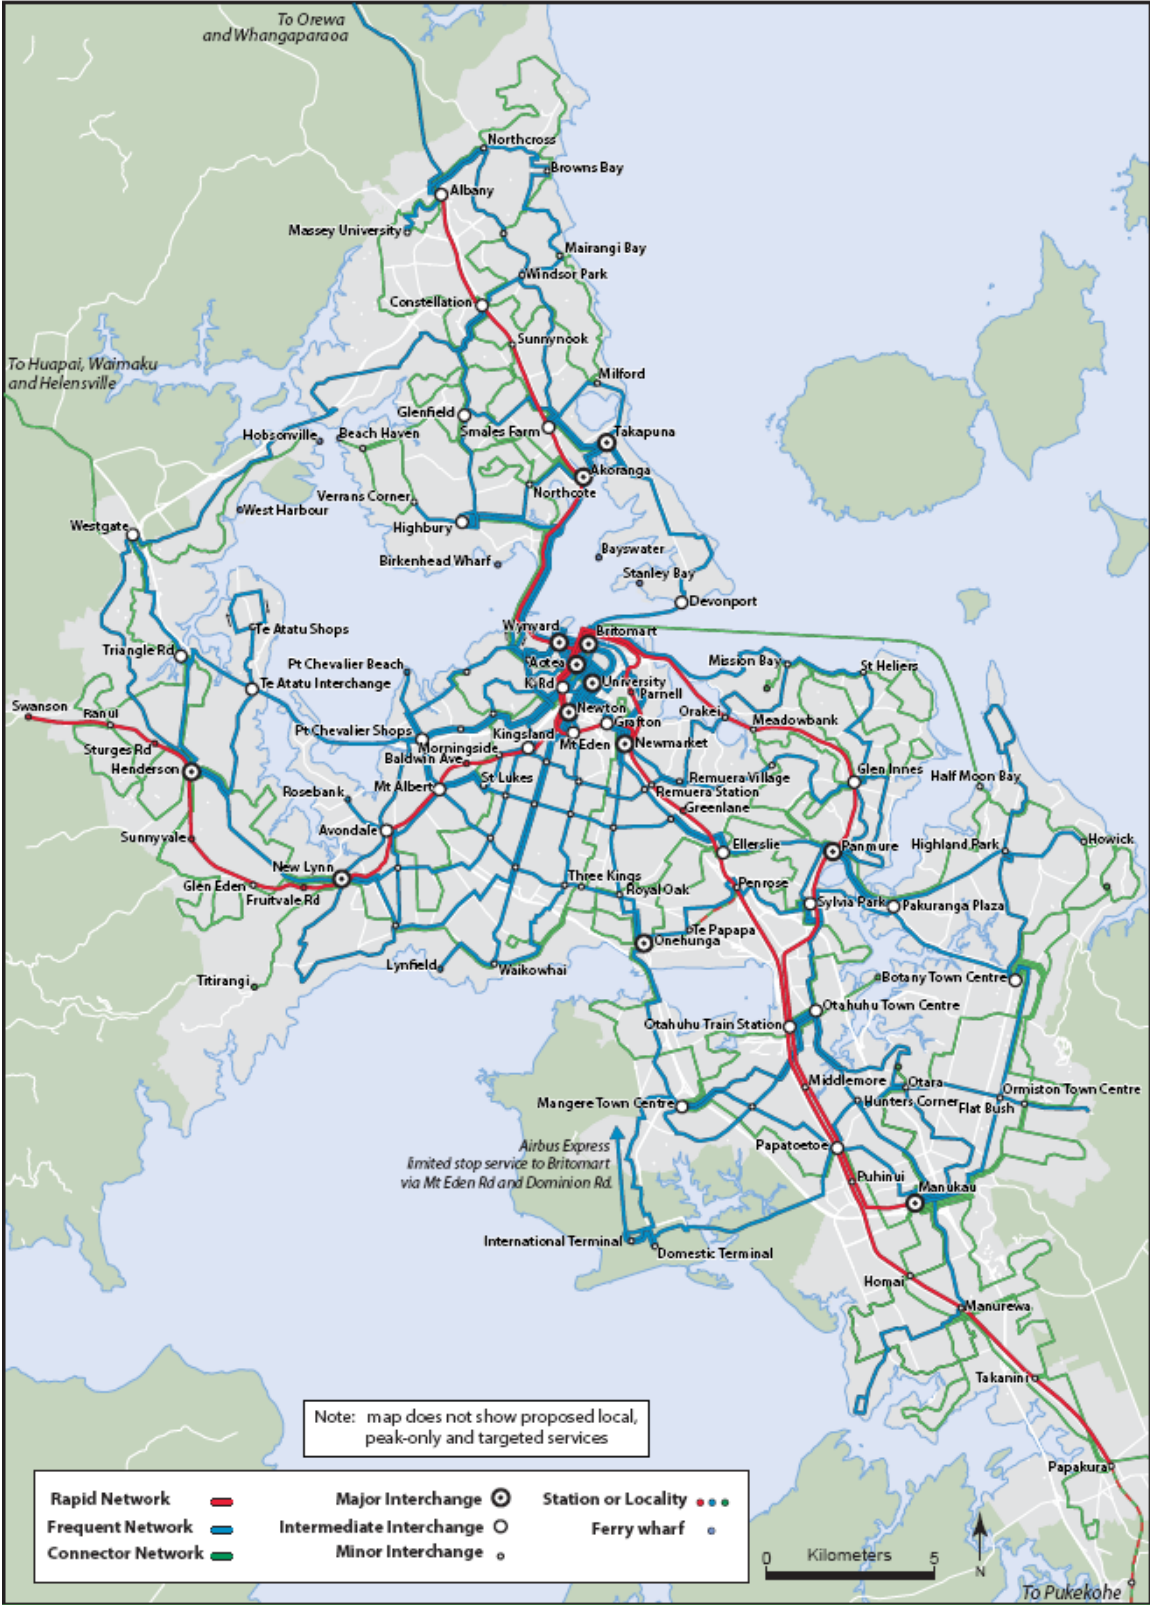 To Orewa
and Whangaparaoa
Northcross
Browns Bay
Albany
Massey University
Mairangi Bay
Windsor Park
Constellation
Sunnynook
To Huapai, Waimaku
and Helensville
Milford
Glenfield
Smales Farm
Takapuna
Hobsonville
Beach Haven
Akoranga
Northcote
Verrans Corner
West Harbour
Highbury
Westgate
Bayswater
Birkenhead Wharf
Stanley Bay
Devonport
Wynyard
Britomart
Te Atatu Shops
Triangle Rd
Pt Chevalier Beach
Aotea
Mission Bay
St Heliers
Te Atatu Interchange
K Rd
University
Parnell
Swanson
Ranui
Newton
Orakei
Meadowbank
Pt Chevalier Shops
Grafton
Kingsland
Sturges Rd
Morningside
Mt Eden
Newmarket
Baldwin Ave
Henderson
St Lukes
Remuera Village
Glen Innes
Half Moon Bay
Mt Albert
Remuera Station
Rosebank
Greenlane
Avondale
Sunnyvale
Ellerslie
Panmure
Highland Park
Howick
New Lynn
Three Kings
Glen Eden
Royal Oak
Penrose
Fruitvale Rd
Sylvia Park
Pakuranga Plaza
Te Papapa
Onehunga
Lynfield
Waikowhai
Titirangi
Botany Town Centre
Otahuhu Town Centre
Otahuhu Train Station
Middlemore
Otara
Ormiston Town Centre
Mangere Town Centre
Hunters Corner
Flat Bush
Airbus Express
limited stop service to Britomart
via Mt Eden Rd and Dominion Rd.
Papatoetoe
Puhinui
Manukau
International Terminal
Domestic Terminal
Homai
Manurewa
Takanini
Papakura
Note: map does not show proposed local,
peak-only and targeted services
Rapid Network
Major Interchange
Station or Locality
Frequent Network
Intermediate Interchange
Ferry wharf
Connector Network
Minor Interchange
0 Kilometers 5
N
To Pukekohe